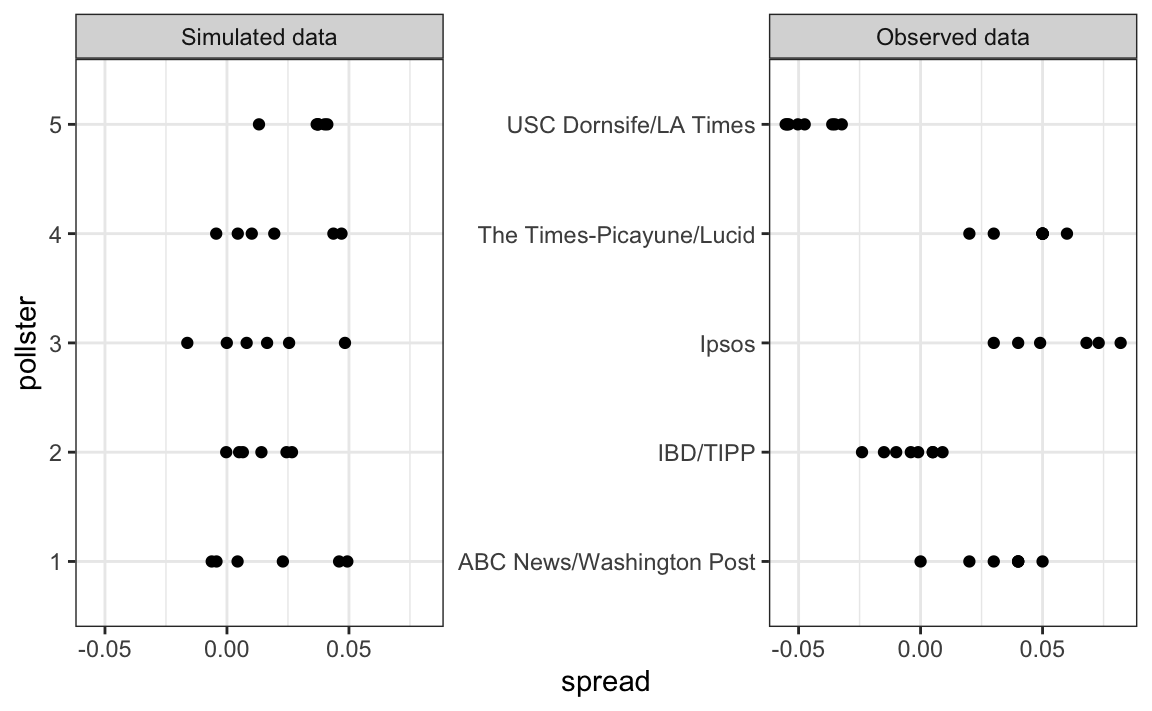 Simulated data
Observed data
pollster
5
4
3
2
1
USC Dornsife/LA Times
The Times-Picayune/Lucid
Ipsos
IBD/TIPP
ABC News/Washington Post
-0.05 0.00 0.05
-0.05 0.00 0.05
spread